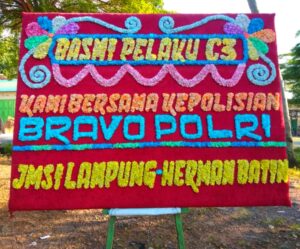 BASMI PELAKU C3
KAMI BERSAMA KEPOLISIAN
BRAVO POLRI
JMSI LAMPUNG-HERMAN BATIN